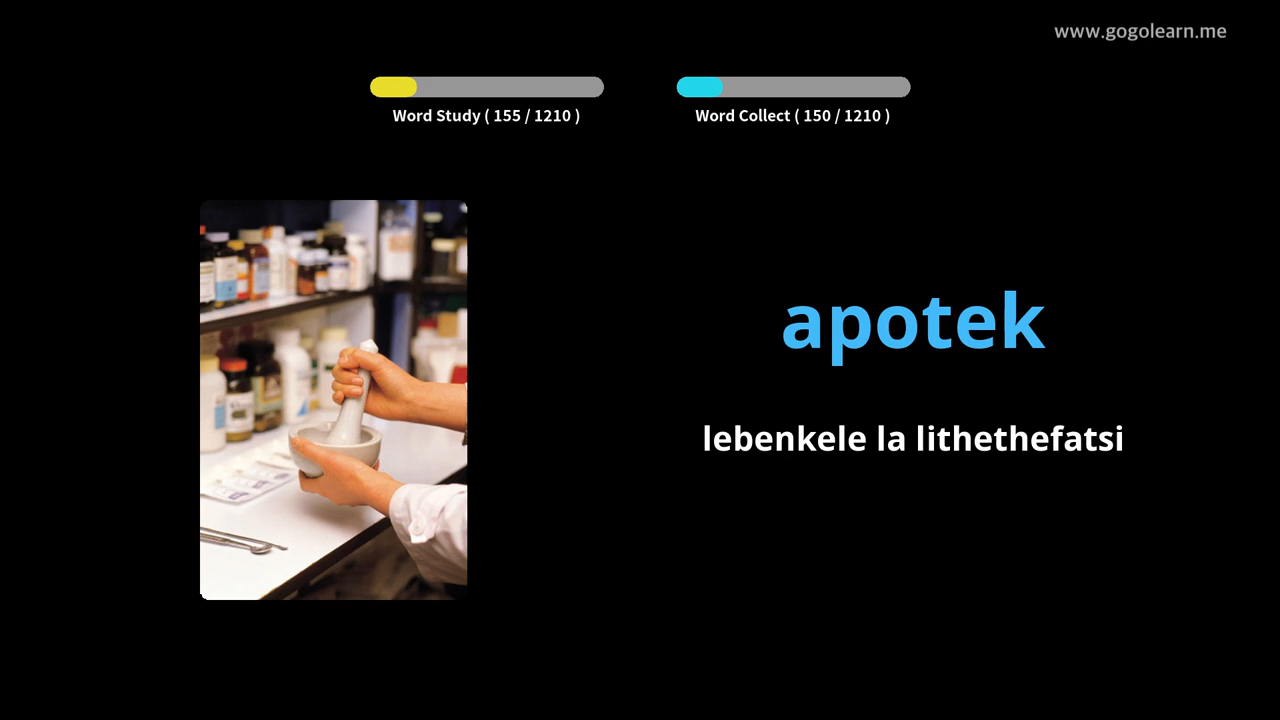 www.gogolearn.me
Word Study ( 155 / 1210 )
Word Collect ( 150 / 1210 )
apotek
lebenkele la lithethefatsi